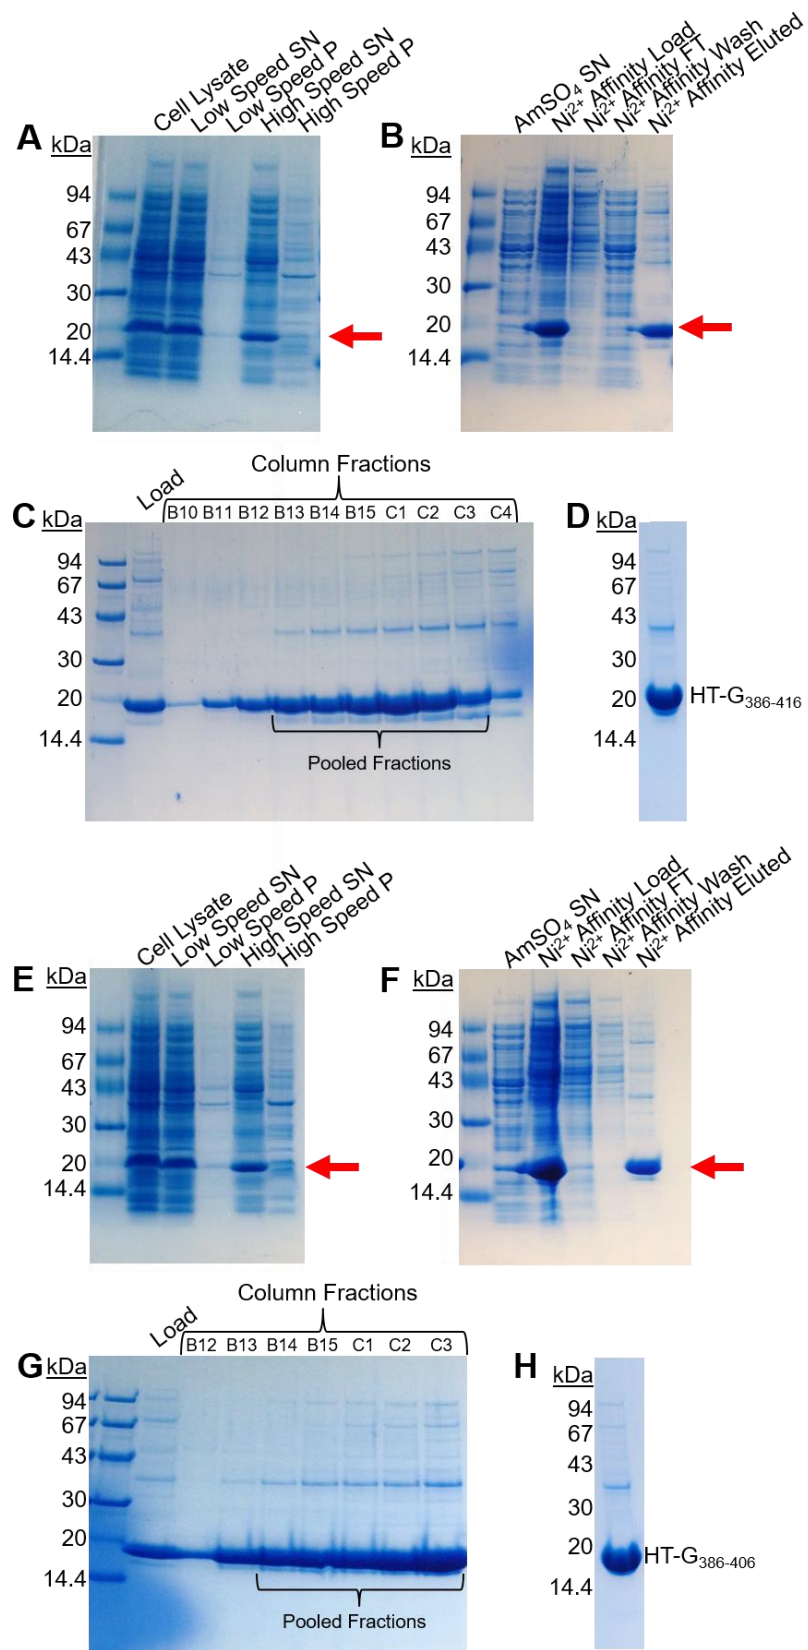 A
kDa
94
67
43
30
20
14.4
Cell Lysate
Low Speed SN
Low Speed P
High Speed SN
High Speed P
B
kDa
94
67
43
30
20
14.4
AmSO₄ SN
Ni²⁺ Affinity Load
Ni²⁺ Affinity FT
Ni²⁺ Affinity Wash
Ni²⁺ Affinity Eluted
Column Fractions
C
kDa
Load
B10 B11 B12 B13 B14 B15 C1 C2 C3 C4
94
67
43
30
20
14.4
Pooled Fractions
D
kDa
94
67
43
30
20
14.4
HT-G₃₈₆₋₄₁₆
E
kDa
94
67
43
30
20
14.4
Cell Lysate
Low Speed SN
Low Speed P
High Speed SN
High Speed P
F
kDa
94
67
43
30
20
14.4
AmSO₄ SN
Ni²⁺ Affinity Load
Ni²⁺ Affinity FT
Ni²⁺ Affinity Wash
Ni²⁺ Affinity Eluted
Column Fractions
G
kDa
Load
B12 B13 B14 B15 C1 C2 C3
94
67
43
30
20
14.4
Pooled Fractions
H
kDa
94
67
43
30
20
14.4
HT-G₃₈₆₋₄₀₆